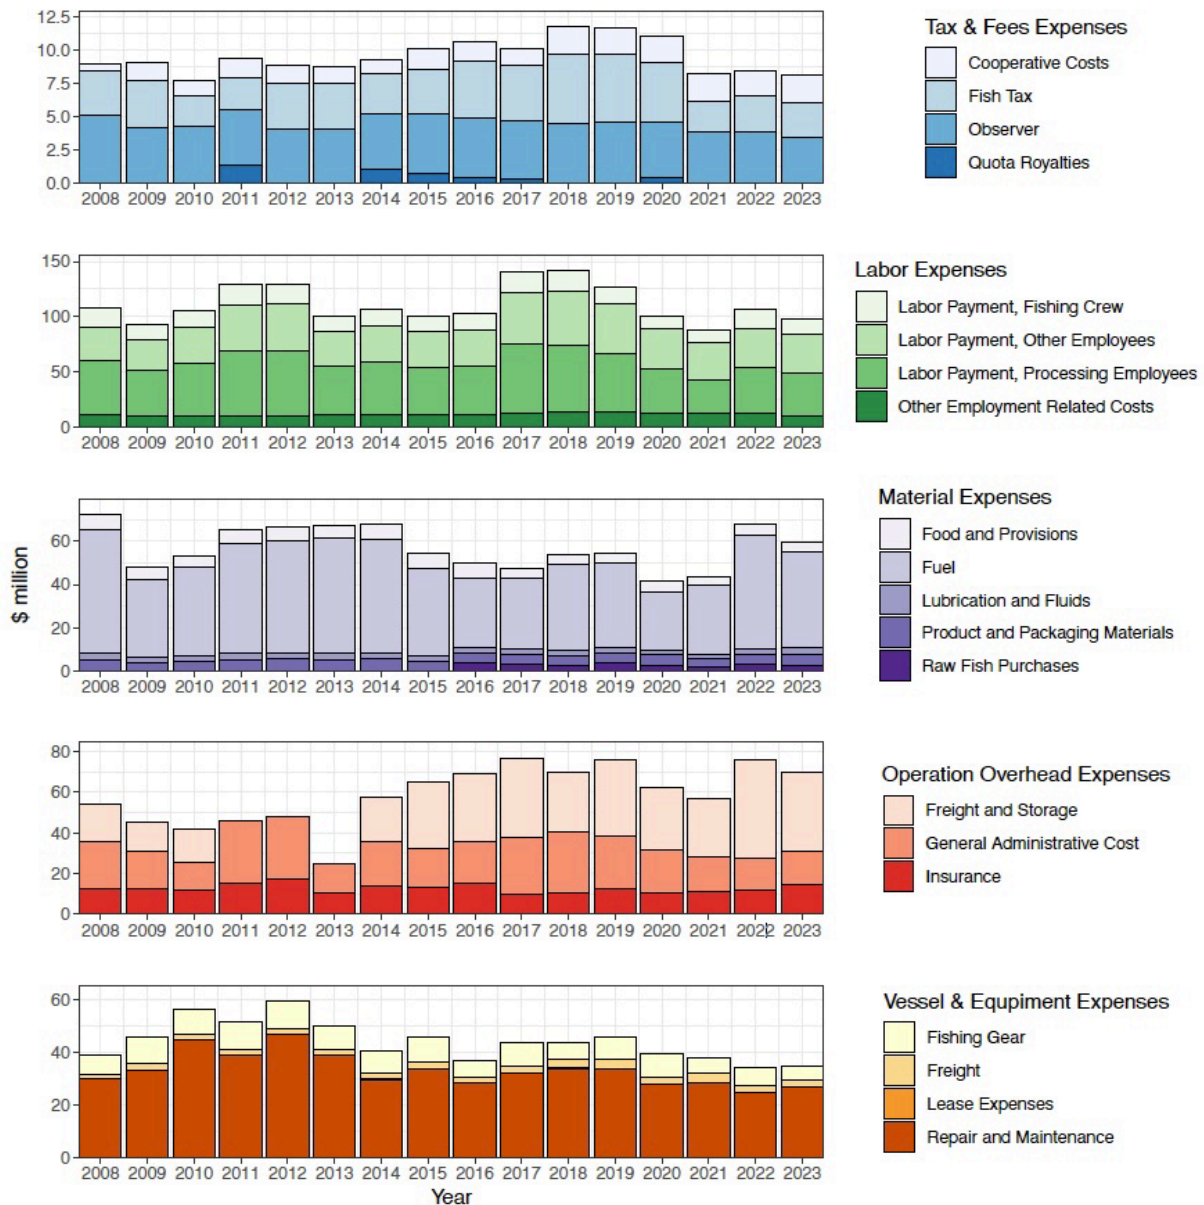 12.5
10.0
7.5
5.0
2.5
0.0
2008 2009 2010 2011 2012 2013 2014 2015 2016 2017 2018 2019 2020 2021 2022 2023
Tax & Fees Expenses
Cooperative Costs
Fish Tax
Observer
Quota Royalties
150
100
50
0
2008 2009 2010 2011 2012 2013 2014 2015 2016 2017 2018 2019 2020 2021 2022 2023
Labor Expenses
Labor Payment, Fishing Crew
Labor Payment, Other Employees
Labor Payment, Processing Employees
Other Employment Related Costs
$ million
60
40
20
0
2008 2009 2010 2011 2012 2013 2014 2015 2016 2017 2018 2019 2020 2021 2022 2023
Material Expenses
Food and Provisions
Fuel
Lubrication and Fluids
Product and Packaging Materials
Raw Fish Purchases
80
60
40
20
0
2008 2009 2010 2011 2012 2013 2014 2015 2016 2017 2018 2019 2020 2021 2022 2023
Operation Overhead Expenses
Freight and Storage
General Administrative Cost
Insurance
60
40
20
0
2008 2009 2010 2011 2012 2013 2014 2015 2016 2017 2018 2019 2020 2021 2022 2023
Year
Vessel & Equpiment Expenses
Fishing Gear
Freight
Lease Expenses
Repair and Maintenance